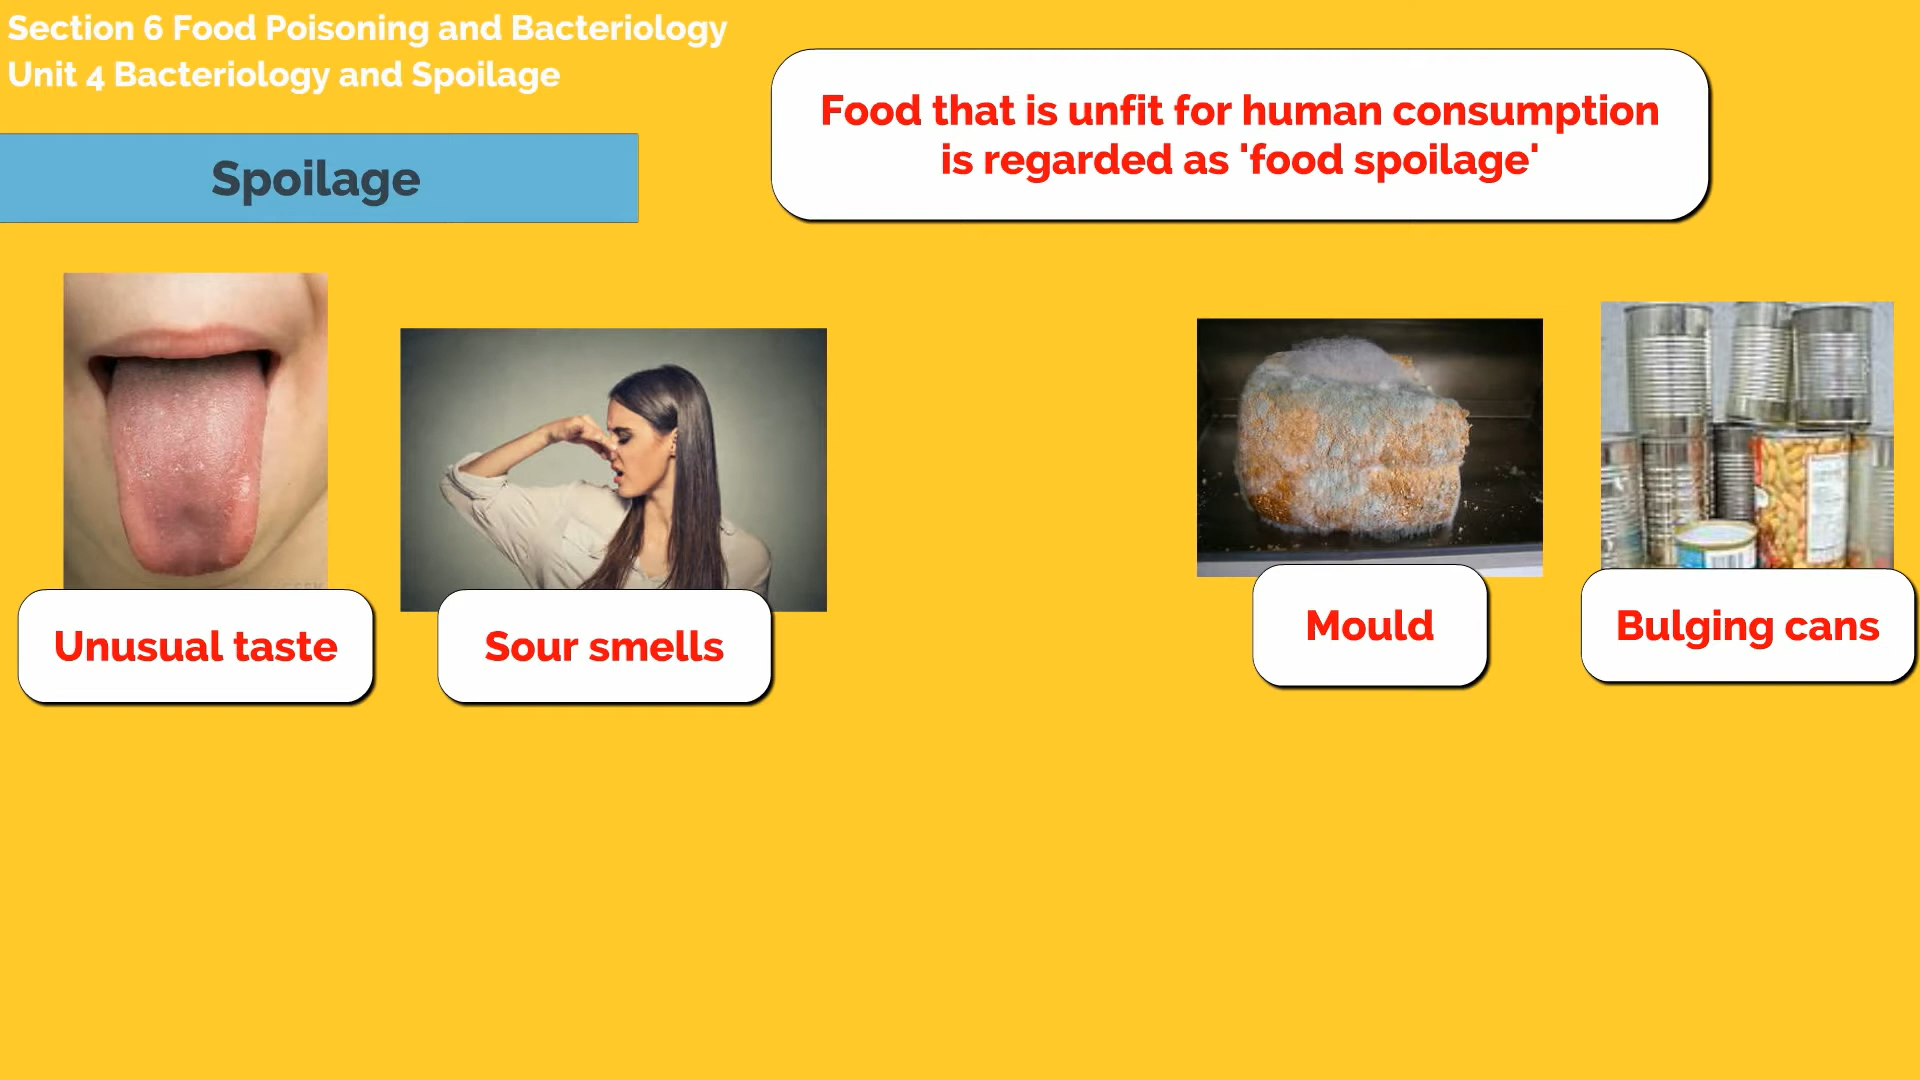 Section 6 Food Poisoning and Bacteriology
Unit 4 Bacteriology and Spoilage
Food that is unfit for human consumption
is regarded as 'food spoilage'
Spoilage
Unusual taste
Sour smells
Mould
Bulging cans